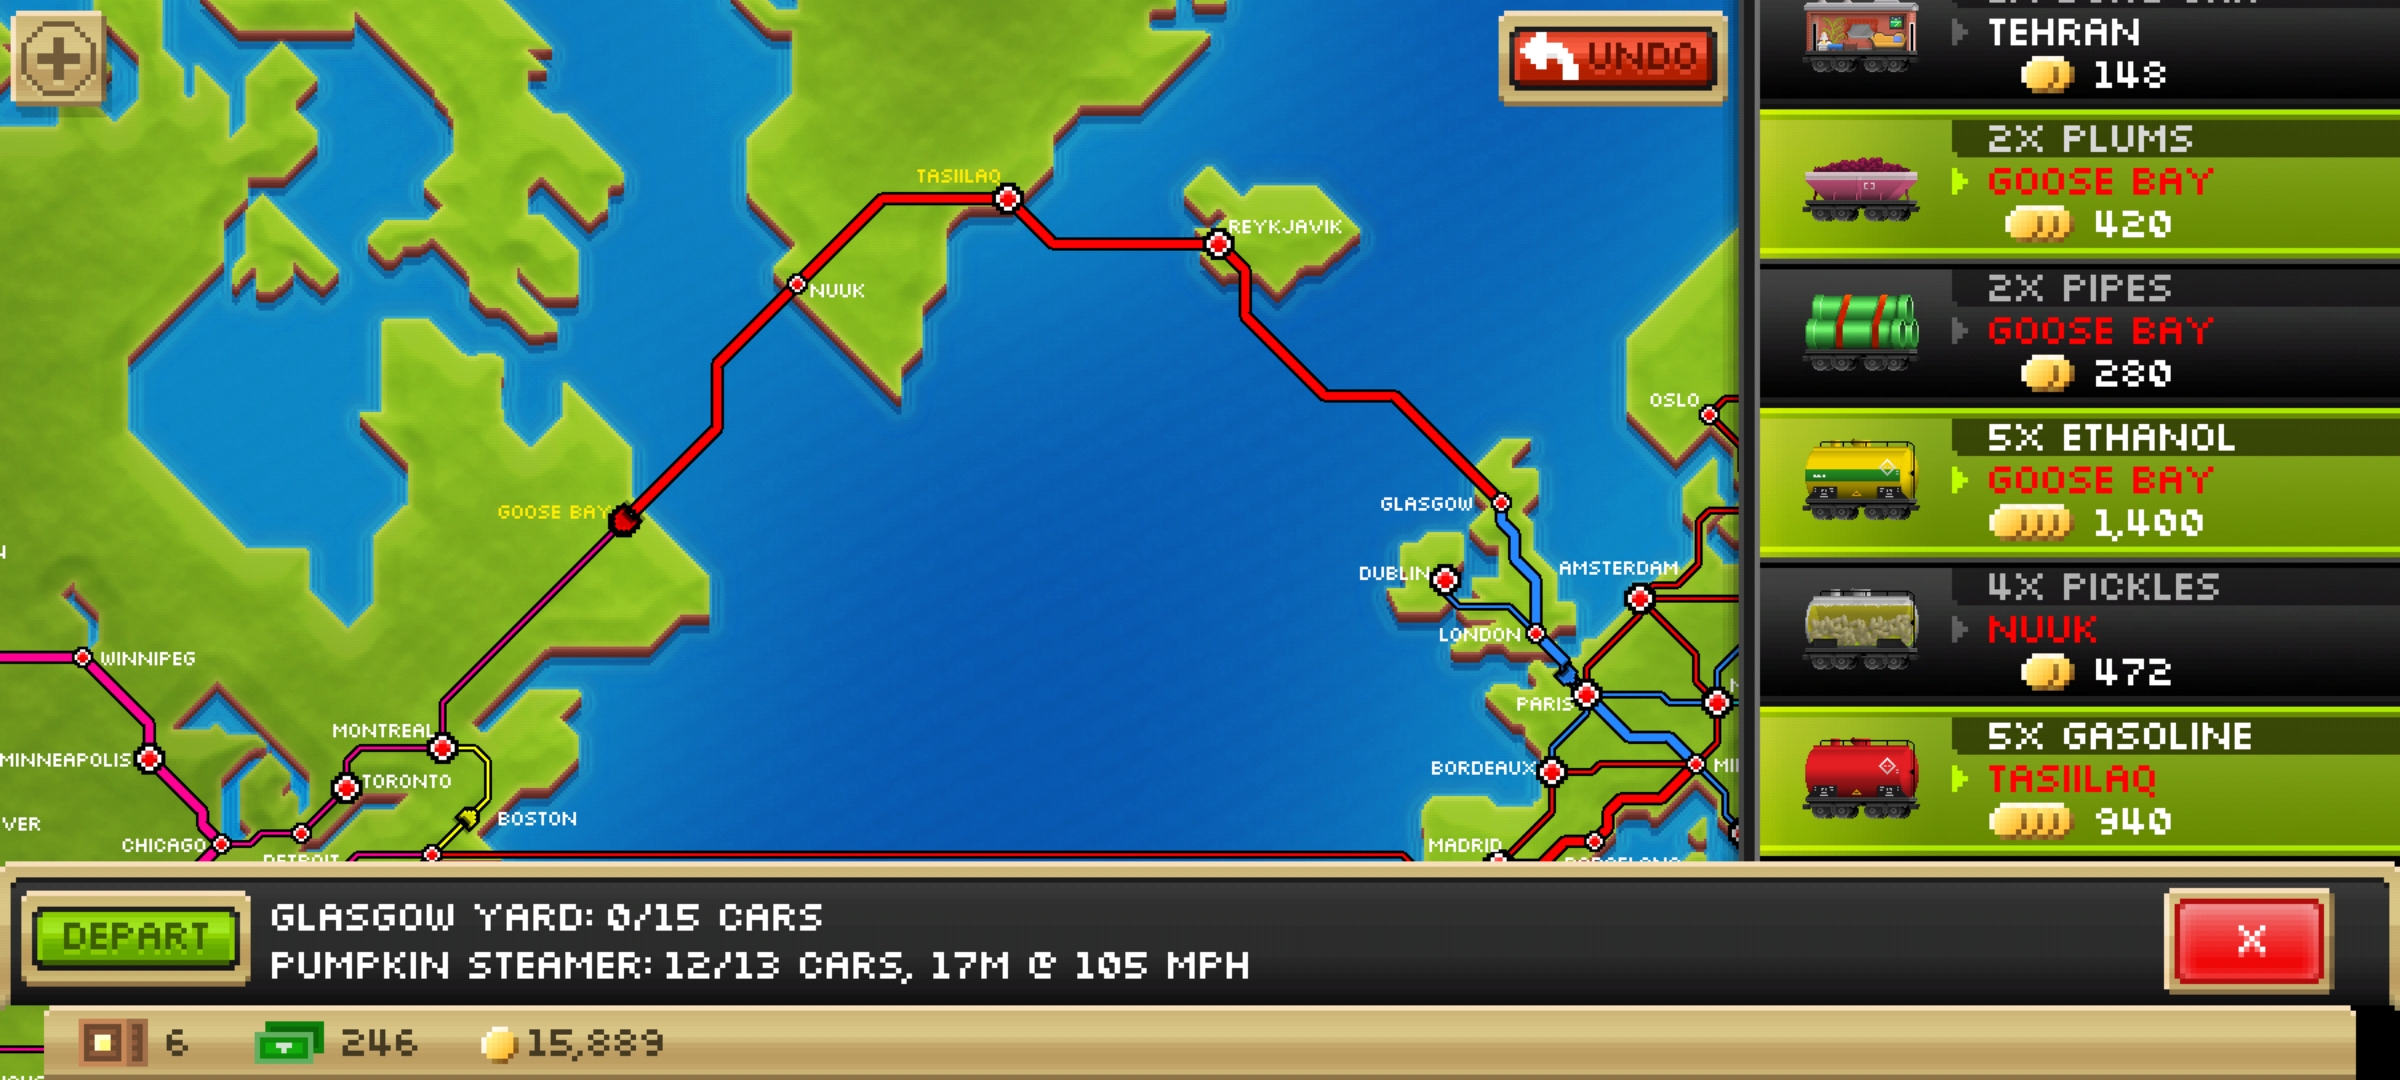 UNDO
TASIILAQ
REYKJAVIK
NUUK
OSLO
GOOSE BAY
GLASGOW
DUBLIN
AMSTERDAM
LONDON
WINNIPEG
PARIS
MONTREAL
MINNEAPOLIS
TORONTO
BORDEAUX
MI
VER
BOSTON
CHICAGO
MADRID
DETROIT
BARCELONA
TEHRAN
148
2X PLUMS
GOOSE BAY
420
2X PIPES
GOOSE BAY
280
5X ETHANOL
GOOSE BAY
1,400
4X PICKLES
NUUK
472
5X GASOLINE
TASIILAQ
940
DEPART
GLASGOW YARD: 0/15 CARS
PUMPKIN STEAMER: 12/13 CARS, 17M @ 105 MPH
X
6
246
15,889